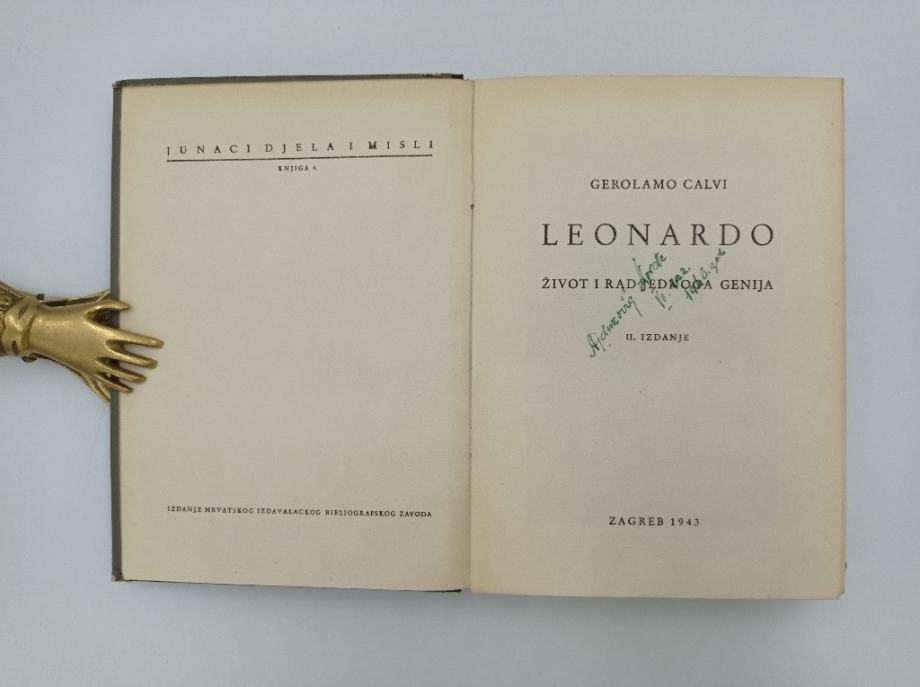 JUNACI DJELA I MISLI
KNJIGA 4.
IZDANJE HRVATSKOG IZDAVALAČKOG BIBLIOGRAFSKOG ZAVODA
GEROLAMO CALVI
LEONARDO
ŽIVOT I RAD JEDNOGA GENIJA
II. IZDANJE
ZAGREB 1943